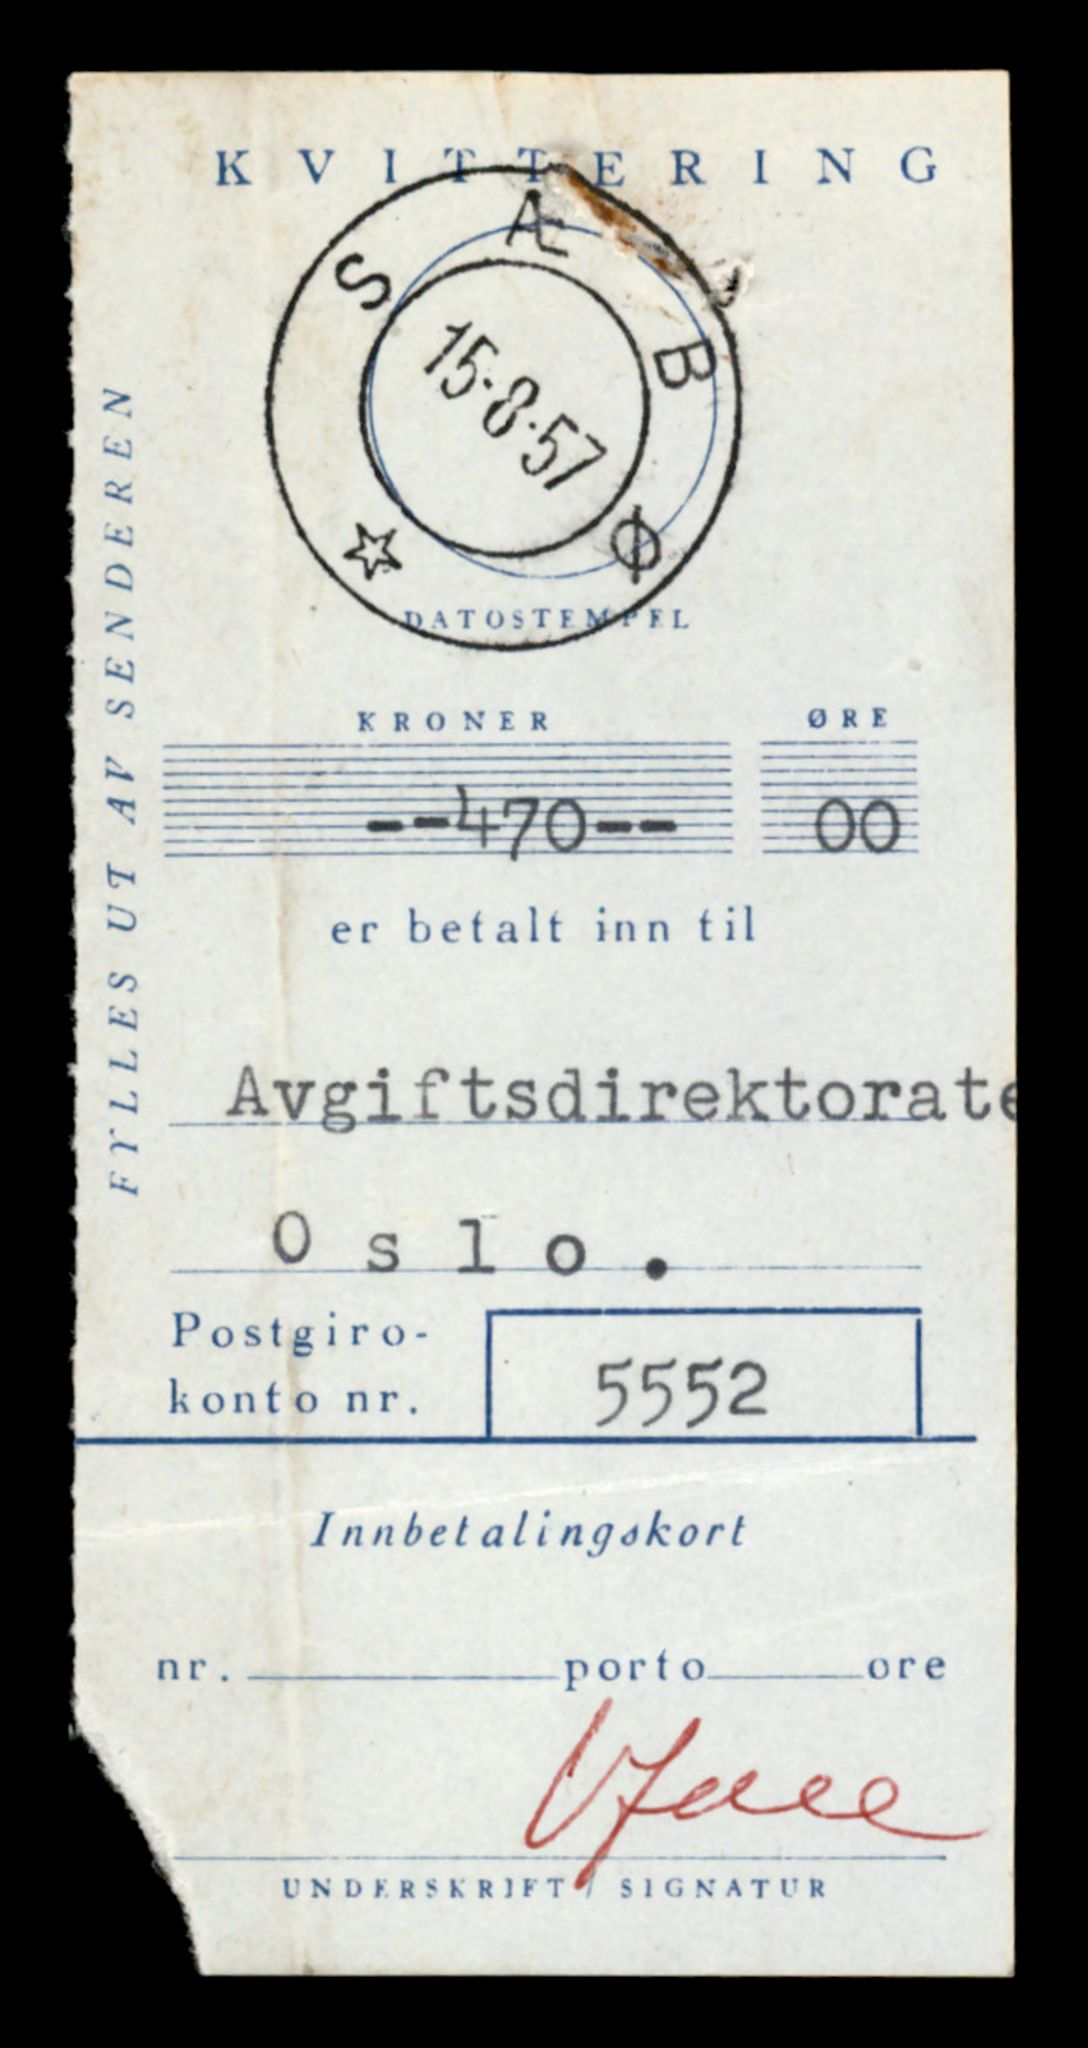 KVITTERING
SÆBØ
15.8.57
DATOSTEMPEL
FYLLES UT AV SENDEREN
KRONER ØRE
--470-- 00
er betalt inn til
Avgiftsdirektorate
Oslo.
Postgiro-
konto nr. 5552
Innbetalingskort
nr. porto øre
UNDERSKRIFT / SIGNATUR